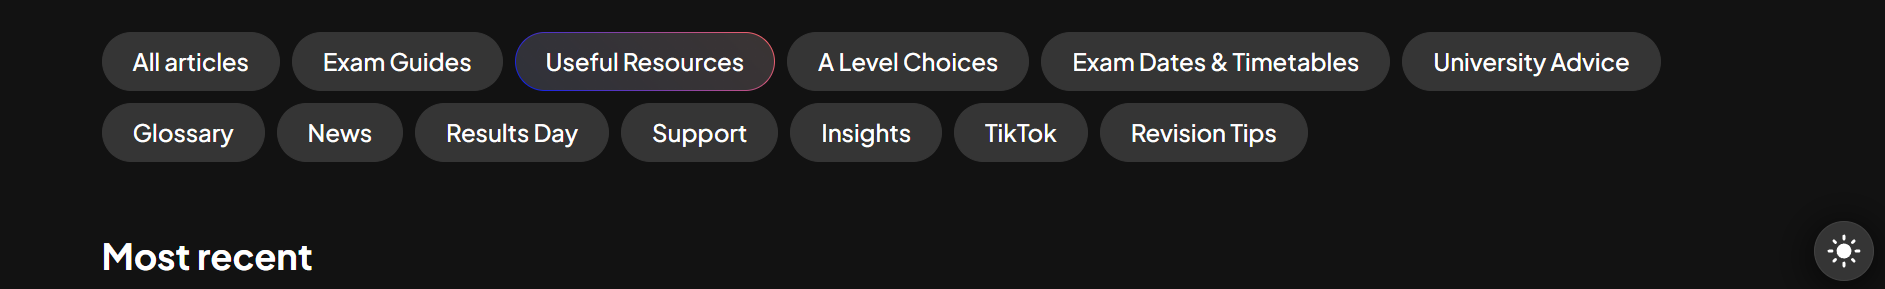 All articles Exam Guides Useful Resources A Level Choices Exam Dates & Timetables University Advice
Glossary News Results Day Support Insights TikTok Revision Tips
Most recent